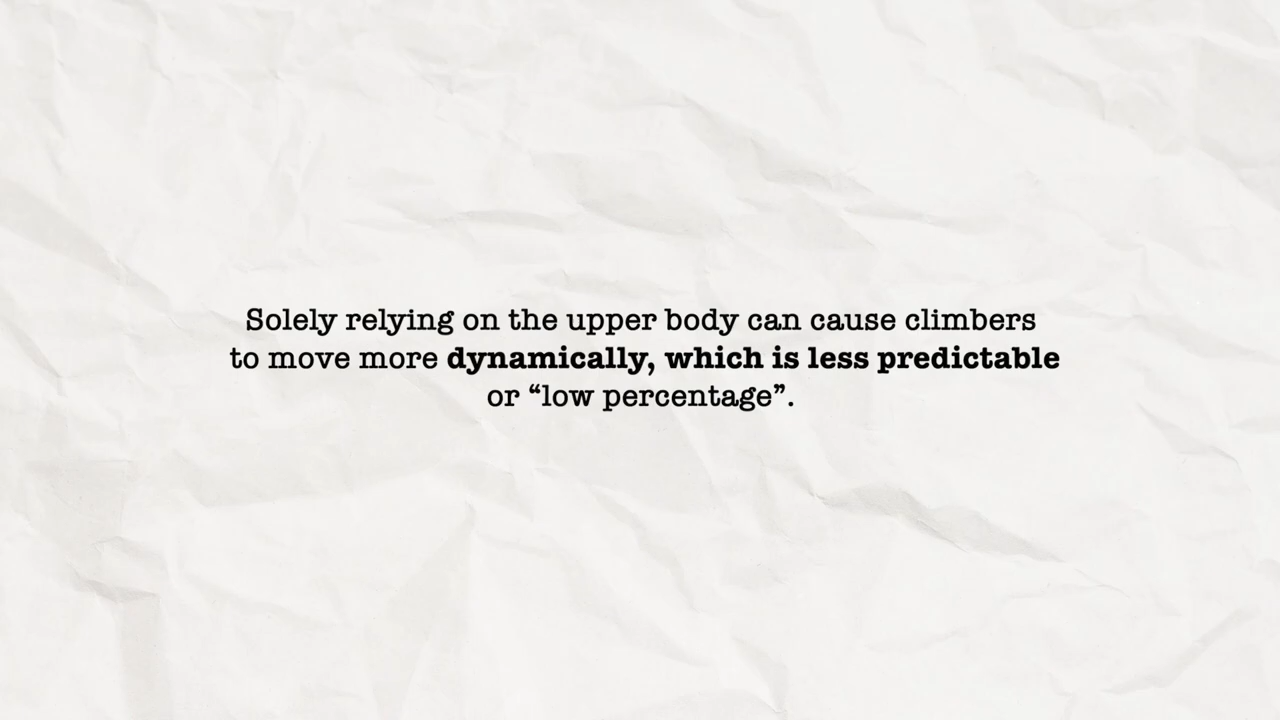 Solely relying on the upper body can cause climbers
to move more dynamically, which is less predictable
or “low percentage”.